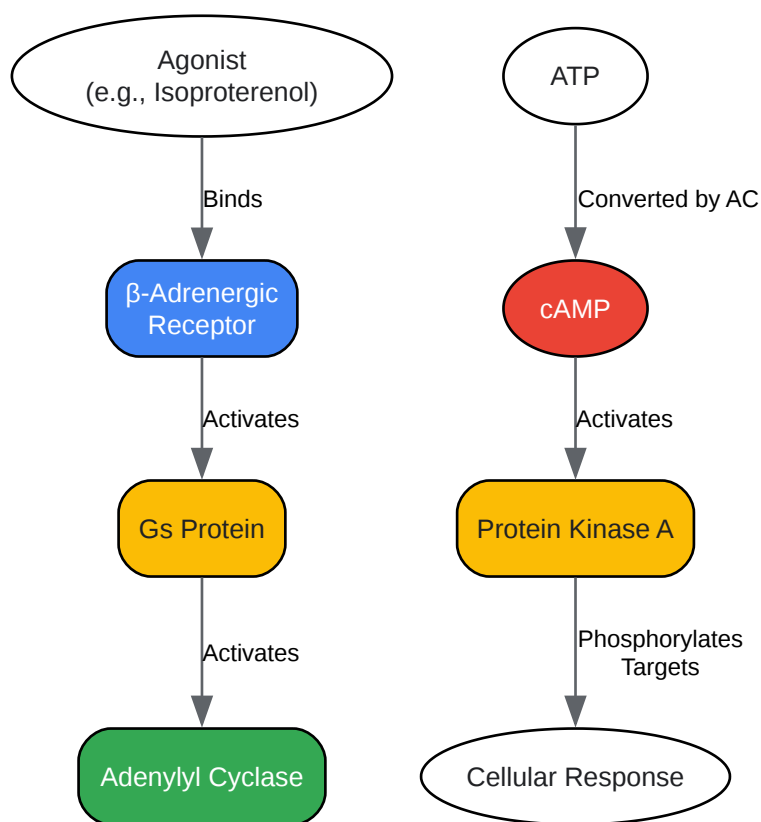 Agonist
(e.g., Isoproterenol)
Binds
β-Adrenergic
Receptor
Activates
Gs Protein
Activates
Adenylyl Cyclase
ATP
Converted by AC
cAMP
Activates
Protein Kinase A
Phosphorylates
Targets
Cellular Response